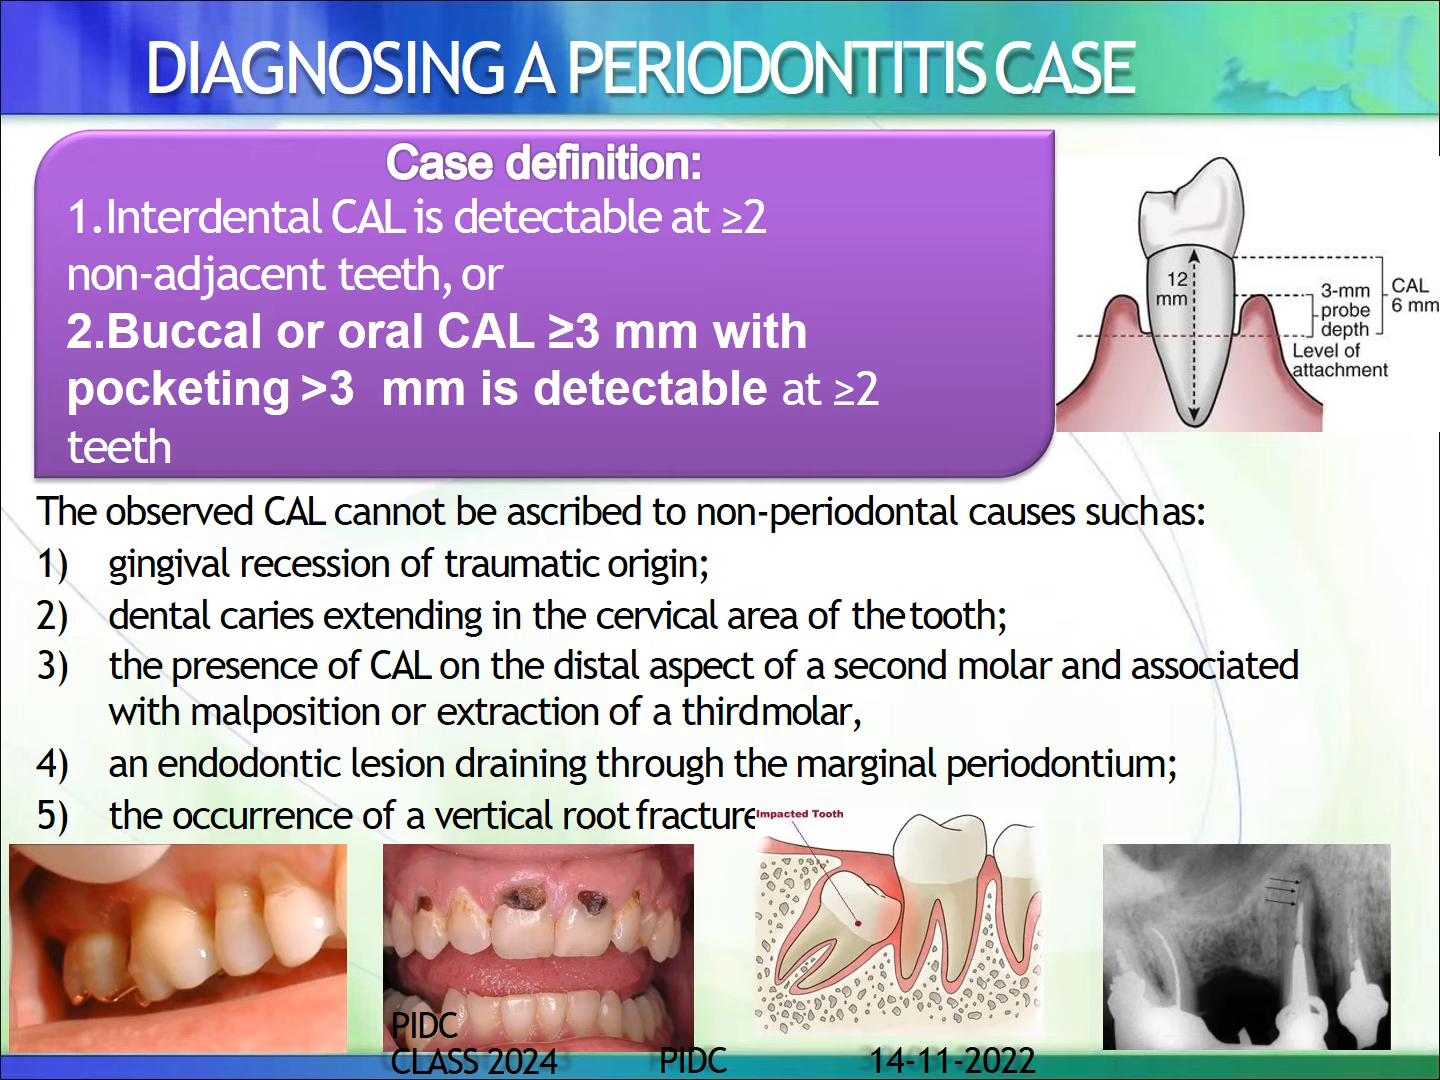 DIAGNOSING A PERIODONTITIS CASE
Case definition:
1.Interdental CAL is detectable at ≥2
non-adjacent teeth, or
2.Buccal or oral CAL ≥3 mm with
pocketing >3 mm is detectable at ≥2
teeth
12
mm
3-mm
probe
depth
CAL
6 mm
Level of
attachment
The observed CAL cannot be ascribed to non-periodontal causes suchas:
1) gingival recession of traumatic origin;
2) dental caries extending in the cervical area of thetooth;
3) the presence of CAL on the distal aspect of a second molar and associated
with malposition or extraction of a thirdmolar,
4) an endodontic lesion draining through the marginal periodontium;
5) the occurrence of a vertical root fracture
Impacted Tooth
PIDC
CLASS 2024
PIDC
14-11-2022